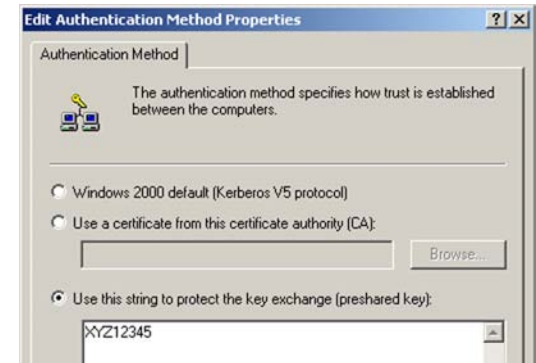 Edit Authentication Method Properties
Authentication Method
The authentication method specifies how trust is established
between the computers.
Windows 2000 default (Kerberos V5 protocol)
Use a certificate from this certificate authority (CA):
Browse...
Use this string to protect the key exchange (preshared key):
XYZ12345